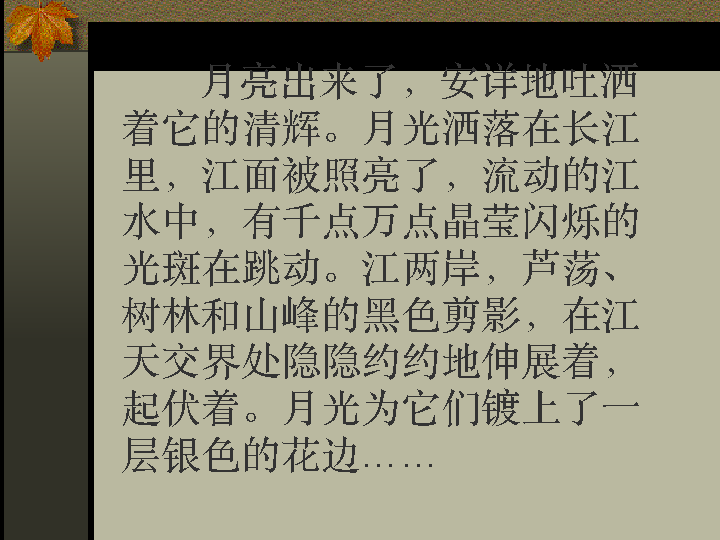 月亮出来了，安详地吐洒
着它的清辉。月光洒落在长江
里，江面被照亮了，流动的江
水中，有千点万点晶莹闪烁的
光斑在跳动。江两岸，芦荡、
树林和山峰的黑色剪影，在江
天交界处隐隐约约地伸展着，
起伏着。月光为它们镀上了一
层银色的花边……